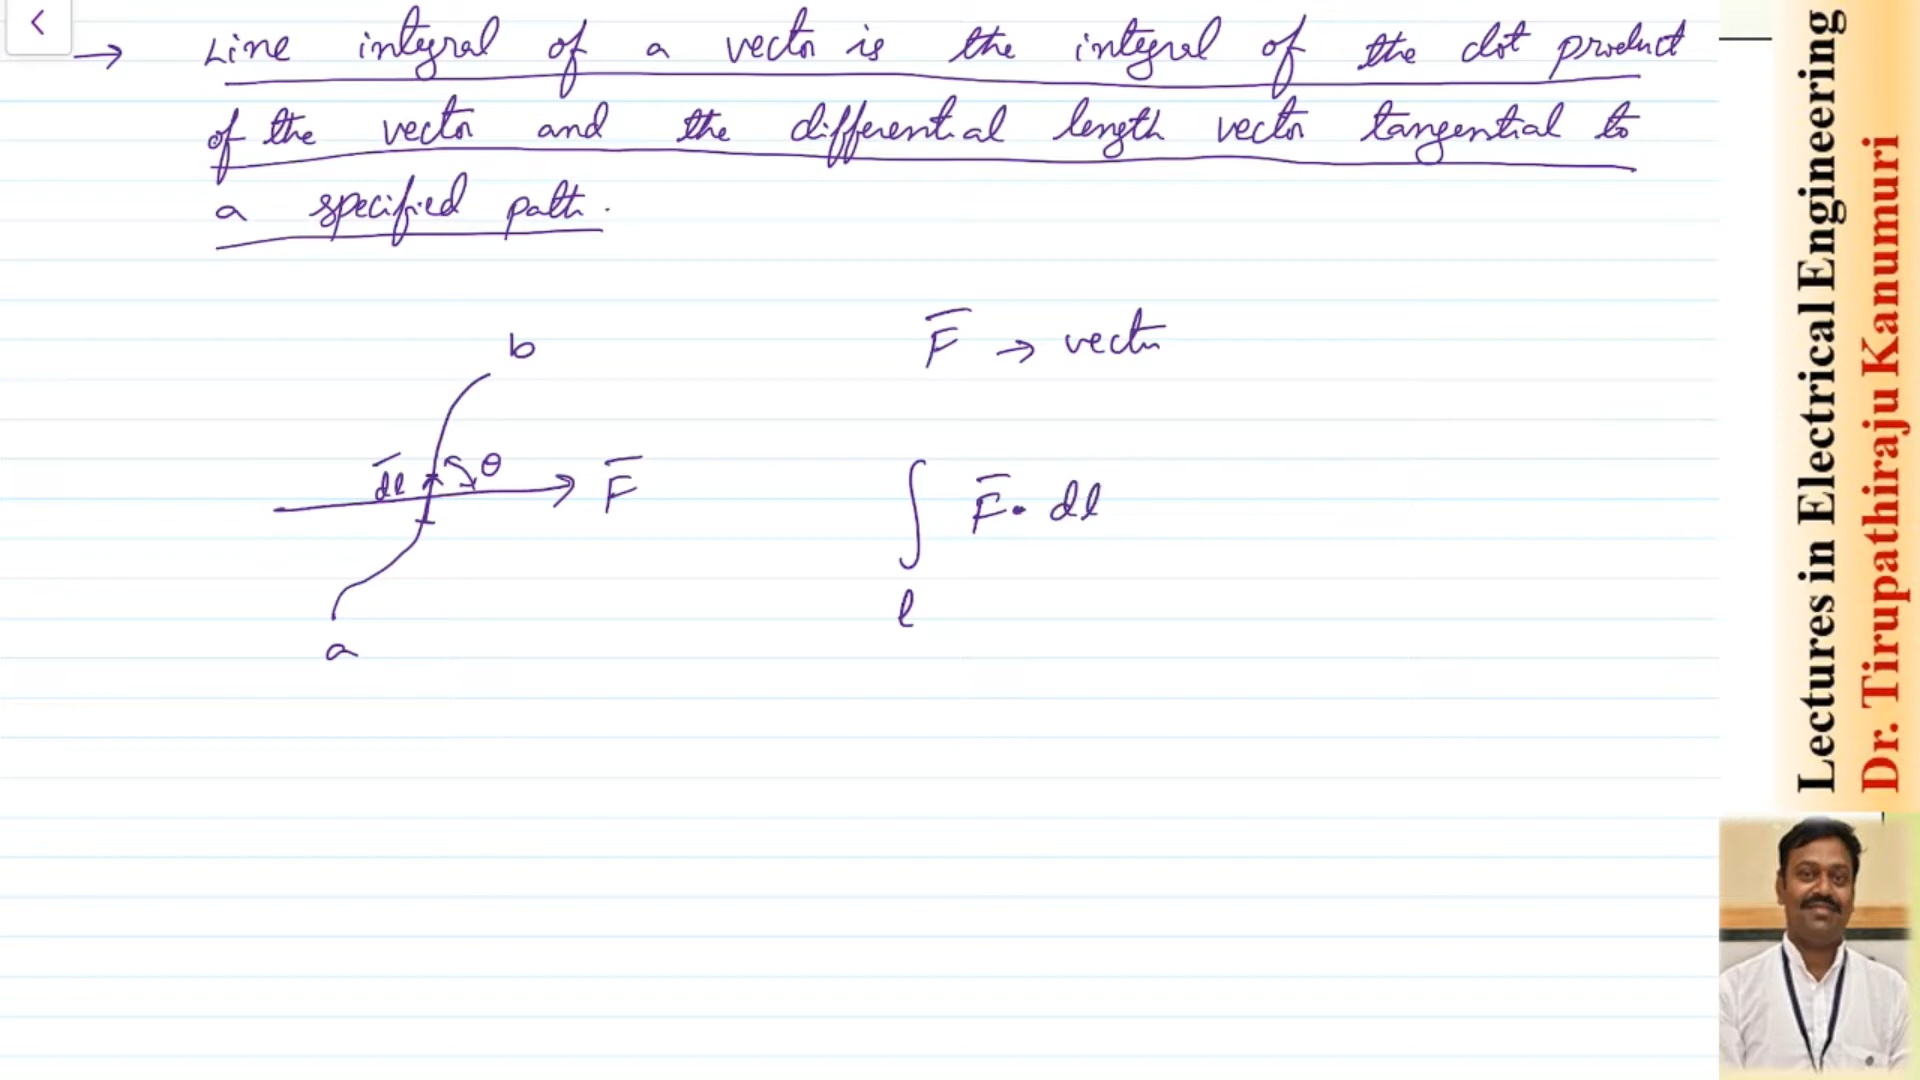 → Line integral of a vector is the integral of the dot product
of the vector and the differential length vector tangential to
a specified path.
b
F̅ → vector
d̅l̅ θ F̅
∫ F̅ . dl
l
a
Lectures in Electrical Engineering
Dr. Tirupathiraju Kanumuri